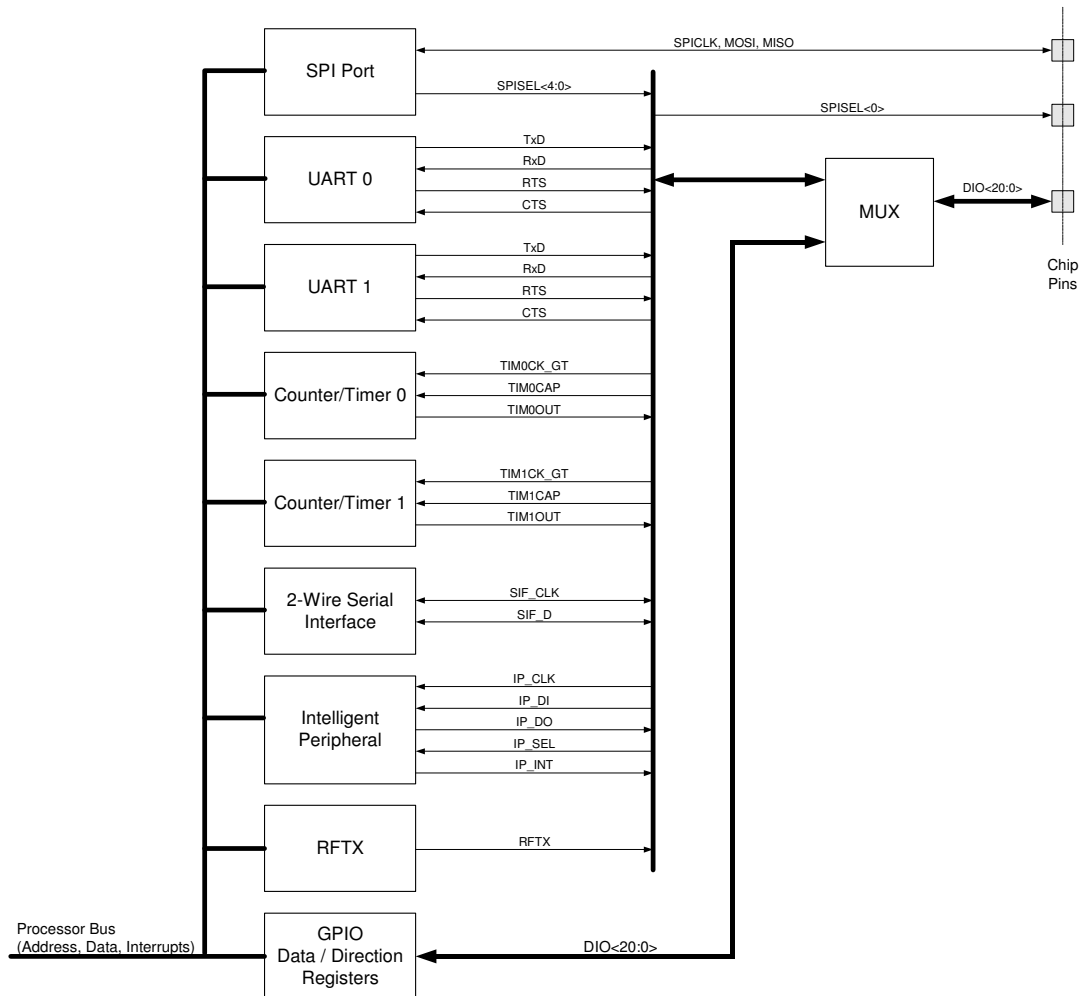 SPICLK, MOSI, MISO
SPI Port
SPISEL<4:0>
SPISEL<0>
TxD
RxD
UART 0
RTS
CTS
MUX
DIO<20:0>
TxD
RxD
UART 1
RTS
CTS
Chip
Pins
TIM0CK_GT
Counter/Timer 0
TIM0CAP
TIM0OUT
TIM1CK_GT
Counter/Timer 1
TIM1CAP
TIM1OUT
2-Wire Serial
Interface
SIF_CLK
SIF_D
IP_CLK
IP_DI
Intelligent
Peripheral
IP_DO
IP_SEL
IP_INT
RFTX
RFTX
Processor Bus
(Address, Data, Interrupts)
GPIO
Data / Direction
Registers
DIO<20:0>